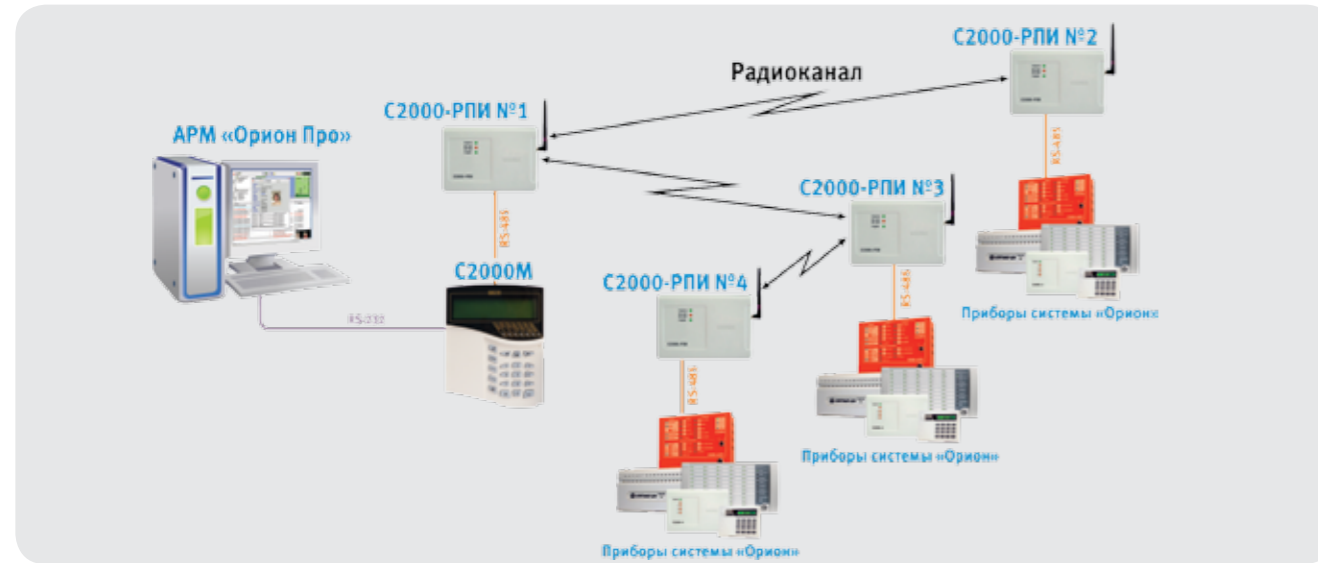 С2000-РПИ №2
Радиоканал
С2000-РПИ №1
АРМ «Орион Про»
RS-485
С2000-РПИ №3
RS-485
С2000М
С2000-РПИ №4
RS-485
Приборы системы «Орион»
RS-232
RS-485
Приборы системы «Орион»
Приборы системы «Орион»